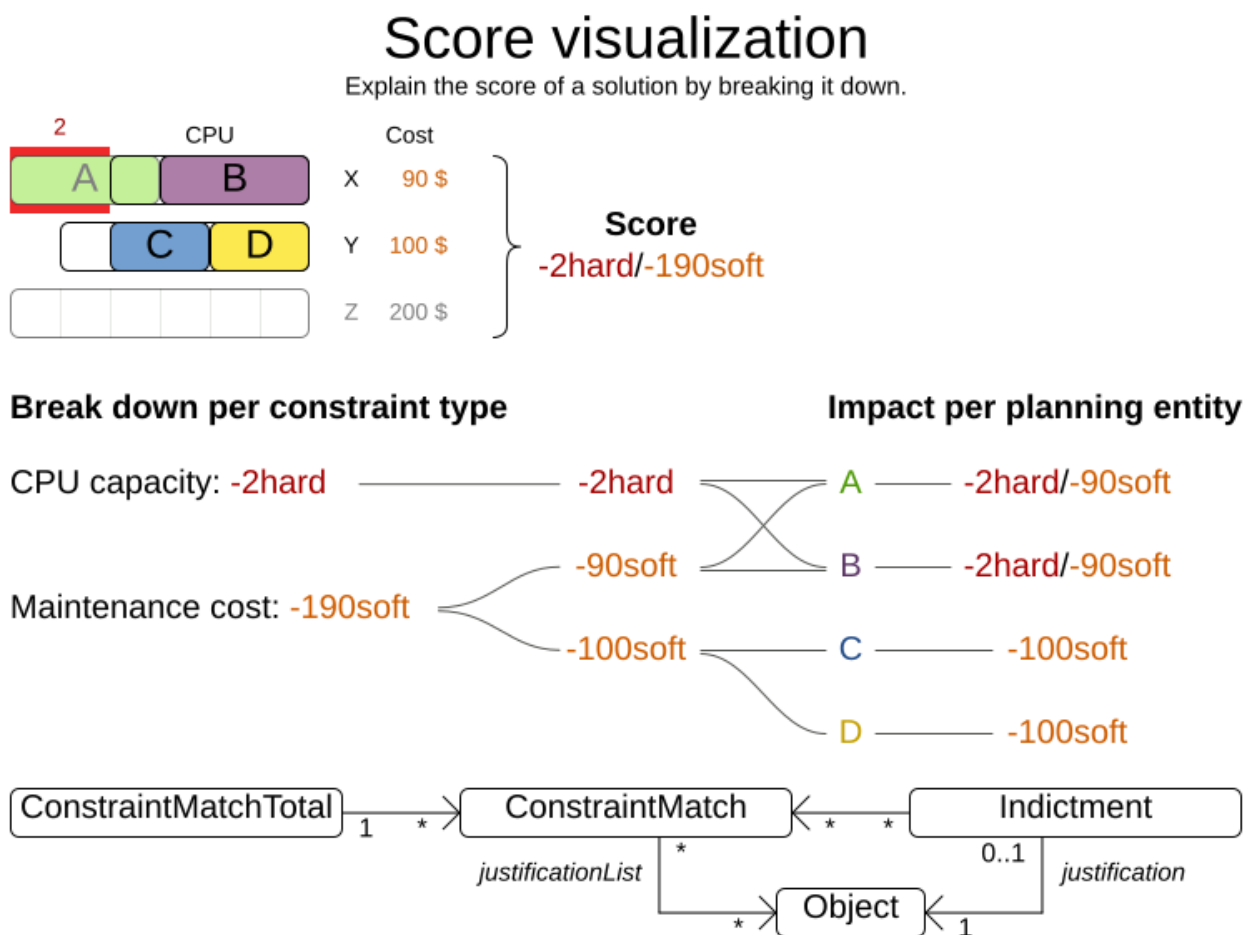 Score visualization
Explain the score of a solution by breaking it down.
2 CPU Cost
A B X 90 $
C D Y 100 $
Z 200 $
Score
-2hard/-190soft
Break down per constraint type Impact per planning entity
CPU capacity: -2hard -2hard A -2hard/-90soft
-90soft B -2hard/-90soft
Maintenance cost: -190soft
-100soft C -100soft
D -100soft
ConstraintMatchTotal 1 * ConstraintMatch * * Indictment
* 0..1
justificationList justification
* Object 1